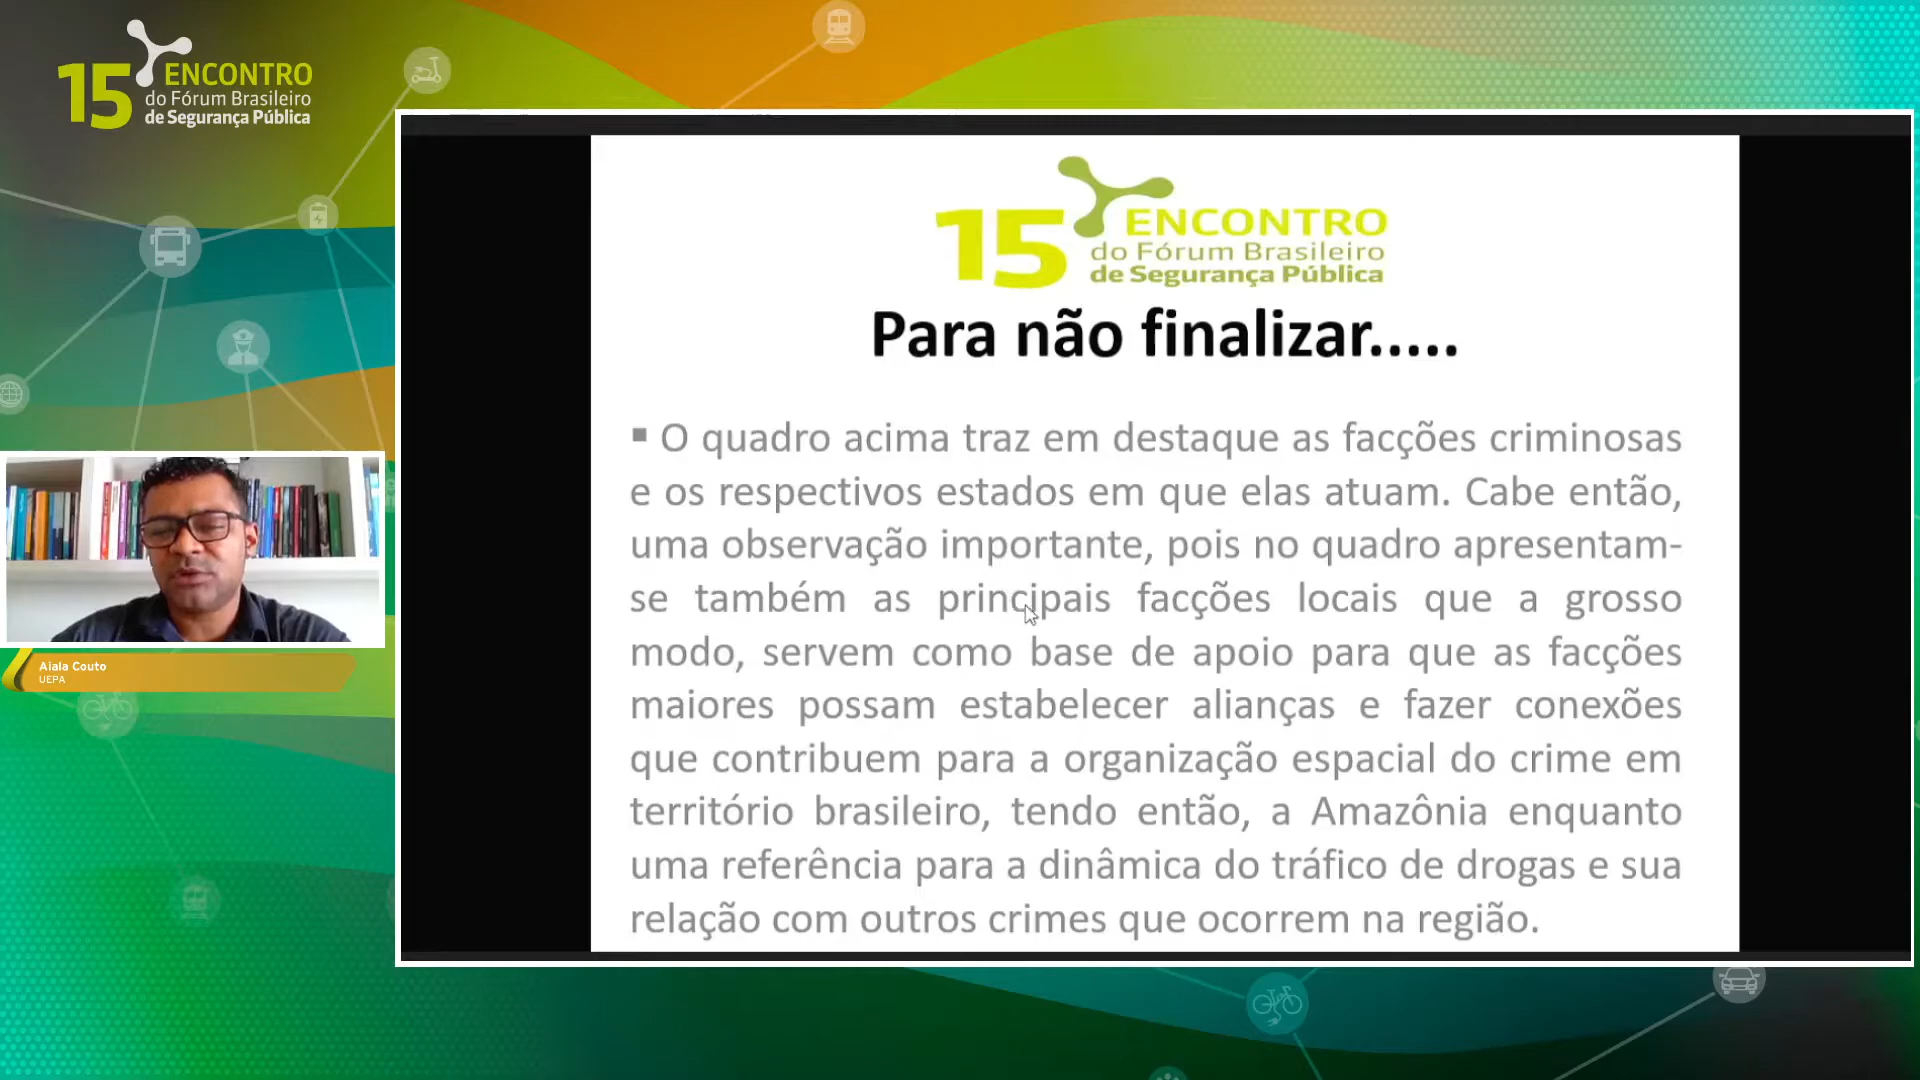 15 ENCONTRO
do Fórum Brasileiro
de Segurança Pública
15 ENCONTRO
do Fórum Brasileiro
de Segurança Pública
Para não finalizar.....
▪ O quadro acima traz em destaque as facções criminosas
e os respectivos estados em que elas atuam. Cabe então,
uma observação importante, pois no quadro apresentam-
se também as principais facções locais que a grosso
modo, servem como base de apoio para que as facções
maiores possam estabelecer alianças e fazer conexões
que contribuem para a organização espacial do crime em
território brasileiro, tendo então, a Amazônia enquanto
uma referência para a dinâmica do tráfico de drogas e sua
relação com outros crimes que ocorrem na região.
Aiala Couto
UEPA